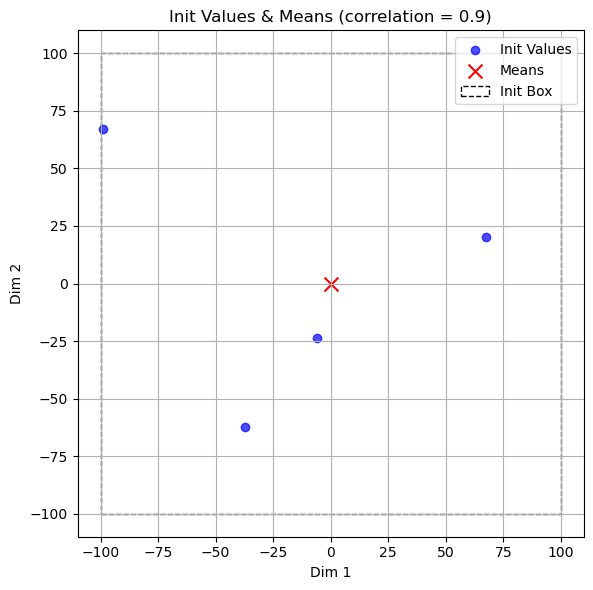 Init Values & Means (correlation = 0.9)
Init Values
Means
Init Box
100
75
50
25
0
−25
−50
−75
−100
Dim 2
−100 −75 −50 −25 0 25 50 75 100
Dim 1